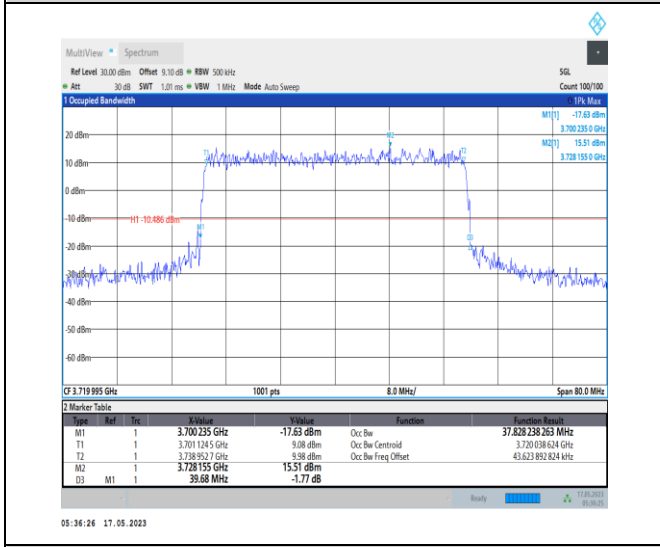 MultiView Spectrum
Ref Level 30.00 dBm Offset 9.10 dB RBW 500 kHz SGL
Att 30 dB SWT 1.01 ms VBW 1 MHz Mode Auto Sweep Count 100/100
1 Occupied Bandwidth 1Pk Max
M1[1] -17.63 dBm
3.700 235 0 GHz
M2[1] 15.51 dBm
3.728 155 0 GHz
20 dBm
M2
T1
T2
10 dBm
0 dBm
-10 dBm
H1 -10.486 dBm
M1
D3
-20 dBm
-30 dBm
-40 dBm
-50 dBm
-60 dBm
CF 3.719 995 GHz 1001 pts 8.0 MHz/ Span 80.0 MHz
2 Marker Table
Type Ref Trc X-Value Y-Value Function Function Result
M1 1 3.700 235 GHz -17.63 dBm Occ Bw 37.828 238 263 MHz
T1 1 3.701 124 5 GHz 9.08 dBm Occ Bw Centroid 3.720 038 624 GHz
T2 1 3.738 952 7 GHz 9.98 dBm Occ Bw Freq Offset 43.623 892 824 kHz
M2 1 3.728 155 GHz 15.51 dBm
D3 M1 1 39.68 MHz -1.77 dB
Ready 17.05.2023
05:36:25
05:36:26 17.05.2023